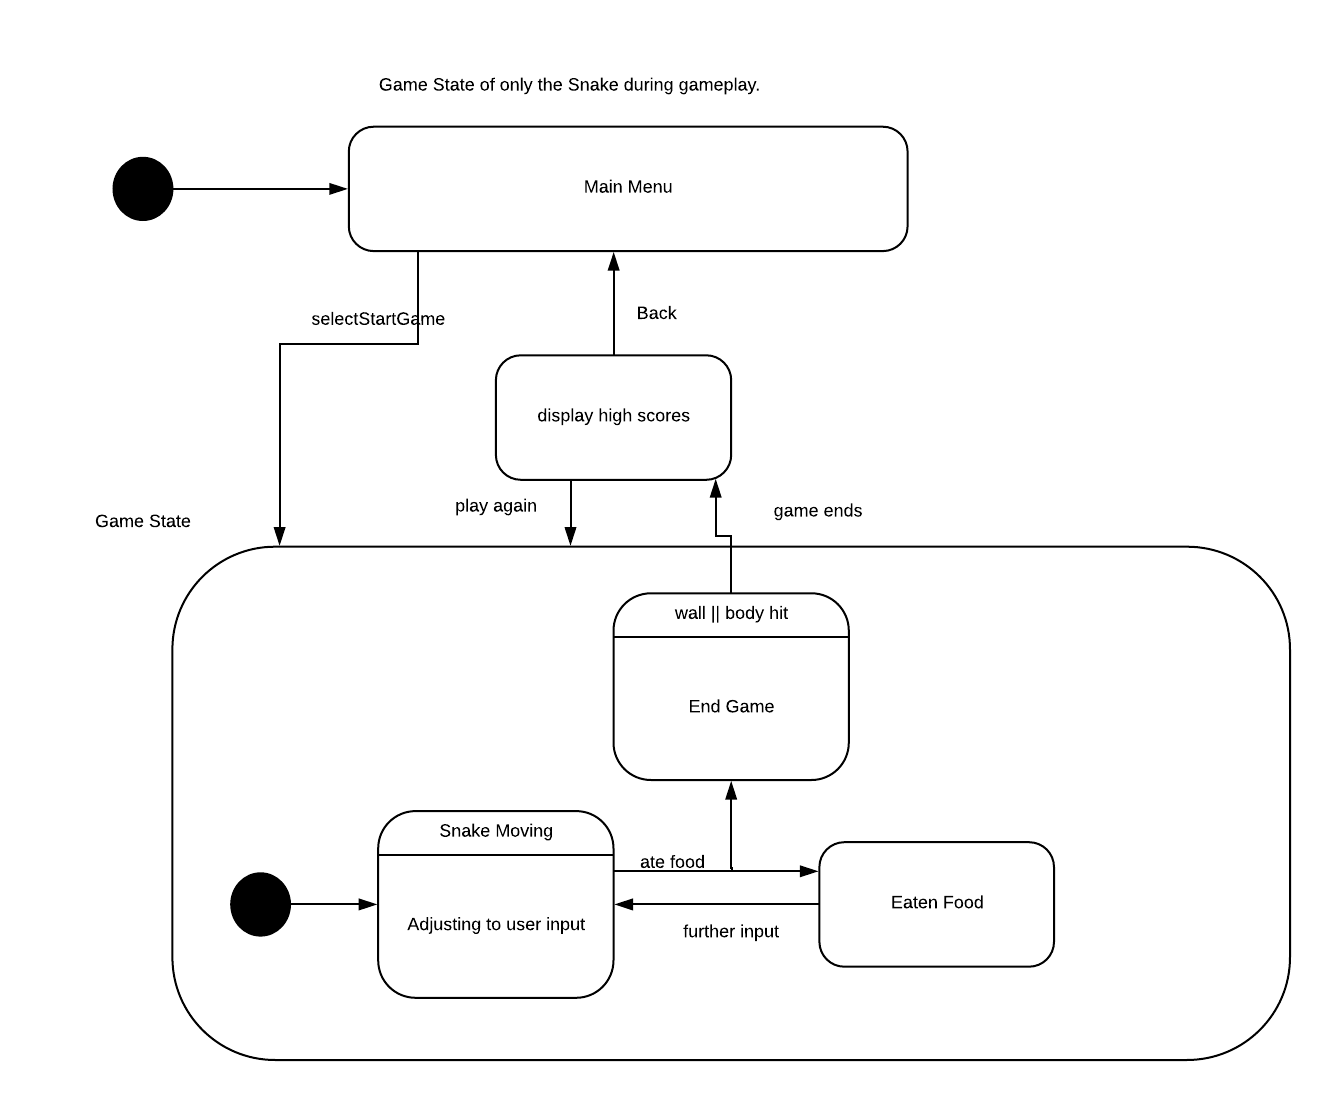 Game State of only the Snake during gameplay.
Main Menu
selectStartGame
Back
display high scores
play again
game ends
Game State
wall || body hit
End Game
Snake Moving
ate food
Adjusting to user input
Eaten Food
further input